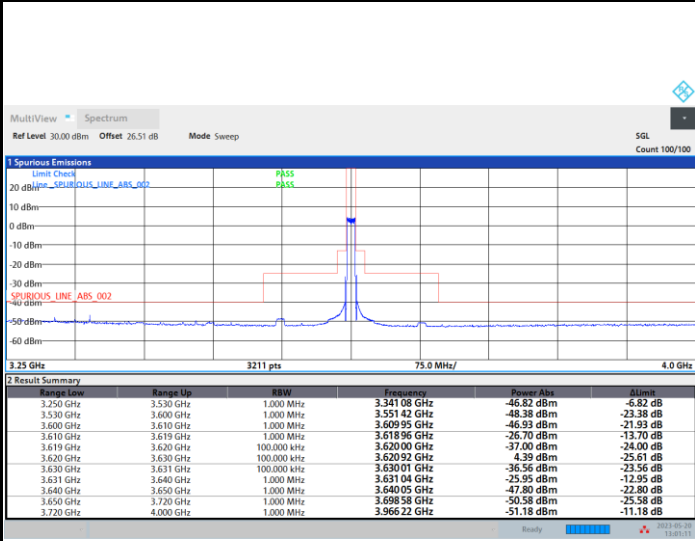 MultiView Spectrum
Ref Level 30.00 dBm Offset 26.51 dB Mode Sweep SGL
Count 100/100
1 Spurious Emissions
Limit Check PASS
Line _SPURIOUS_LINE_ABS_002 PASS
20 dBm
10 dBm
0 dBm
-10 dBm
-20 dBm
-30 dBm
SPURIOUS_LINE_ABS_002
-40 dBm
-50 dBm
-60 dBm
3.25 GHz 3211 pts 75.0 MHz/ 4.0 GHz
2 Result Summary
Range Low Range Up RBW Frequency Power Abs ΔLimit
3.250 GHz 3.530 GHz 1.000 MHz 3.341 08 GHz -46.82 dBm -6.82 dB
3.530 GHz 3.600 GHz 1.000 MHz 3.551 42 GHz -48.38 dBm -23.38 dB
3.600 GHz 3.610 GHz 1.000 MHz 3.609 95 GHz -46.93 dBm -21.93 dB
3.610 GHz 3.619 GHz 1.000 MHz 3.618 96 GHz -26.70 dBm -13.70 dB
3.619 GHz 3.620 GHz 100.000 kHz 3.620 00 GHz -37.00 dBm -24.00 dB
3.620 GHz 3.630 GHz 100.000 kHz 3.620 92 GHz 4.39 dBm -25.61 dB
3.630 GHz 3.631 GHz 100.000 kHz 3.630 01 GHz -36.56 dBm -23.56 dB
3.631 GHz 3.640 GHz 1.000 MHz 3.631 04 GHz -25.95 dBm -12.95 dB
3.640 GHz 3.650 GHz 1.000 MHz 3.640 05 GHz -47.80 dBm -22.80 dB
3.650 GHz 3.720 GHz 1.000 MHz 3.698 58 GHz -50.58 dBm -25.58 dB
3.720 GHz 4.000 GHz 1.000 MHz 3.966 22 GHz -51.18 dBm -11.18 dB
Ready 2023-05-20
13:01:11